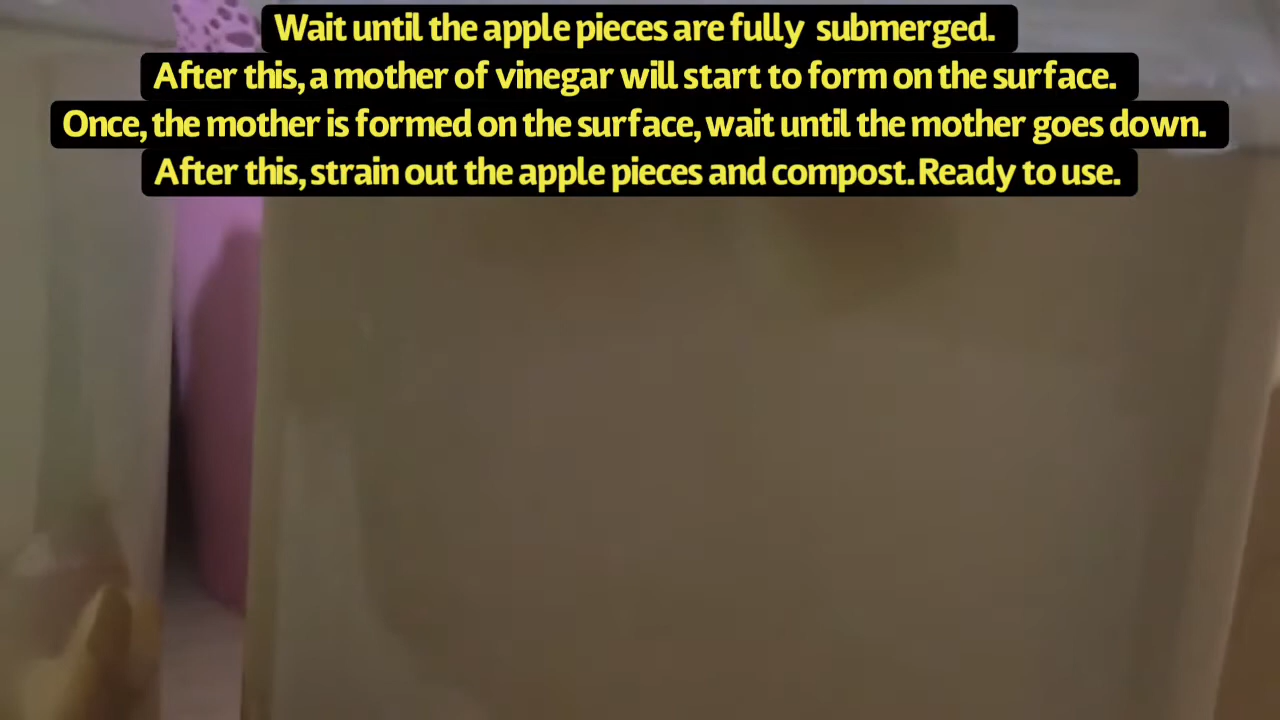 Wait until the apple pieces are fully submerged.
After this, a mother of vinegar will start to form on the surface.
Once, the mother is formed on the surface, wait until the mother goes down.
After this, strain out the apple pieces and compost. Ready to use.